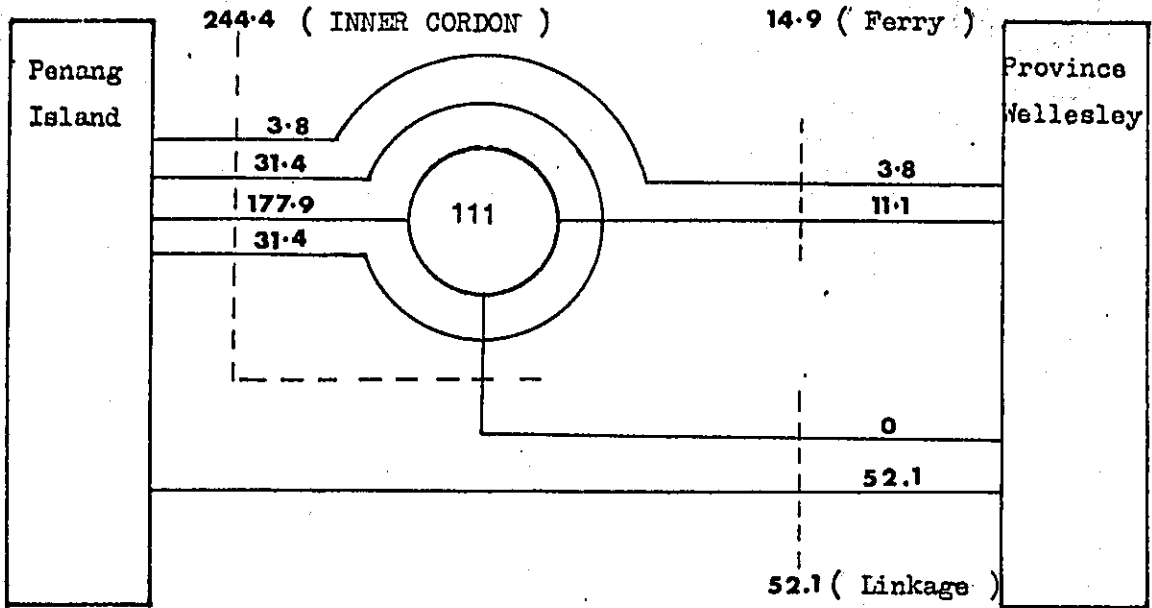 244.4 ( INNER CORDON )
14.9 ( Ferry )
Penang
Island
Province
Wellesley
3.8
31.4
177.9
31.4
111
3.8
11.1
0
52.1
52.1 ( Linkage )